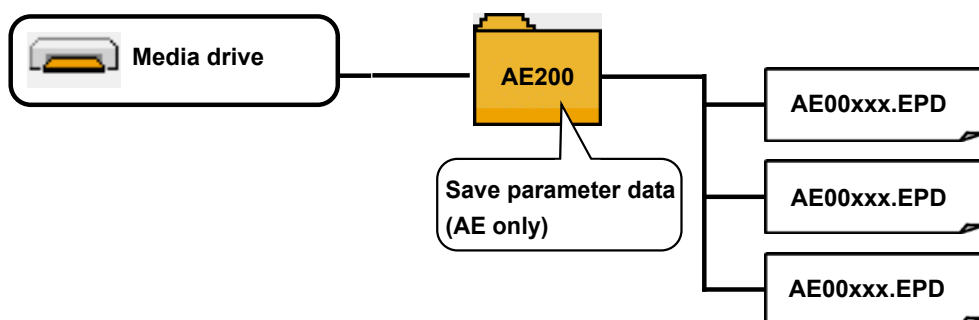 Media drive
AE200
AE00xxx.EPD
Save parameter data
(AE only)
AE00xxx.EPD
AE00xxx.EPD